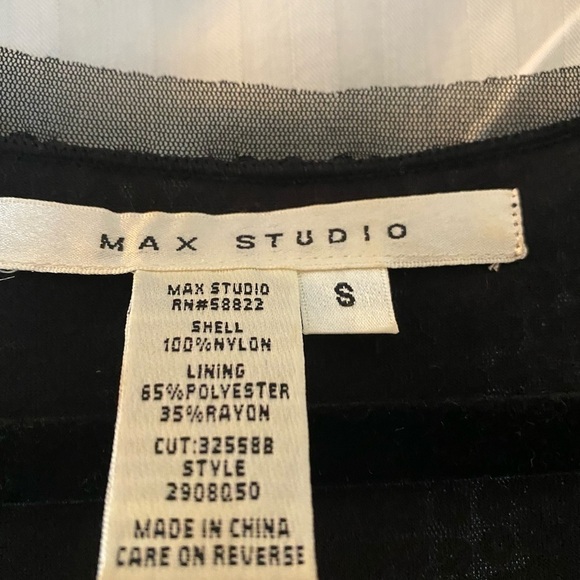 MAX STUDIO
S
MAX STUDIO
RN#58822
SHELL
100%NYLON
LINING
65%POLYESTER
35%RAYON
CUT:32558B
STYLE
2908Q50
MADE IN CHINA
CARE ON REVERSE